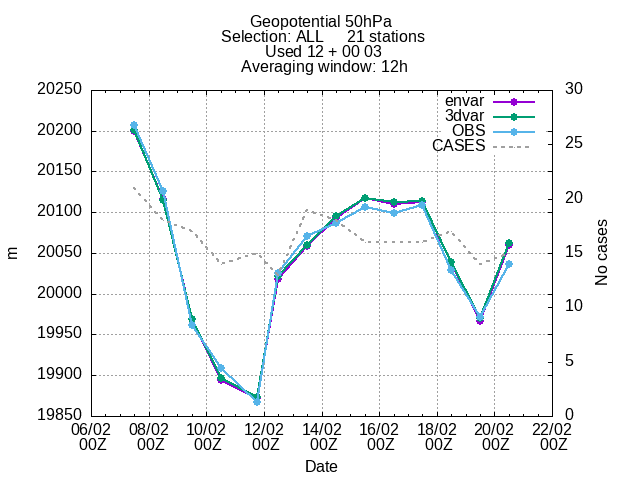 Geopotential 50hPa
Selection: ALL      21 stations
Used 12 + 00 03
Averaging window: 12h
20250
20200
20150
20100
20050
20000
19950
19900
19850
m
30
25
20
15
10
5
0
No cases
envar
3dvar
OBS
CASES
06/02 08/02 10/02 12/02 14/02 16/02 18/02 20/02 22/02
00Z 00Z 00Z 00Z 00Z 00Z 00Z 00Z 00Z
Date